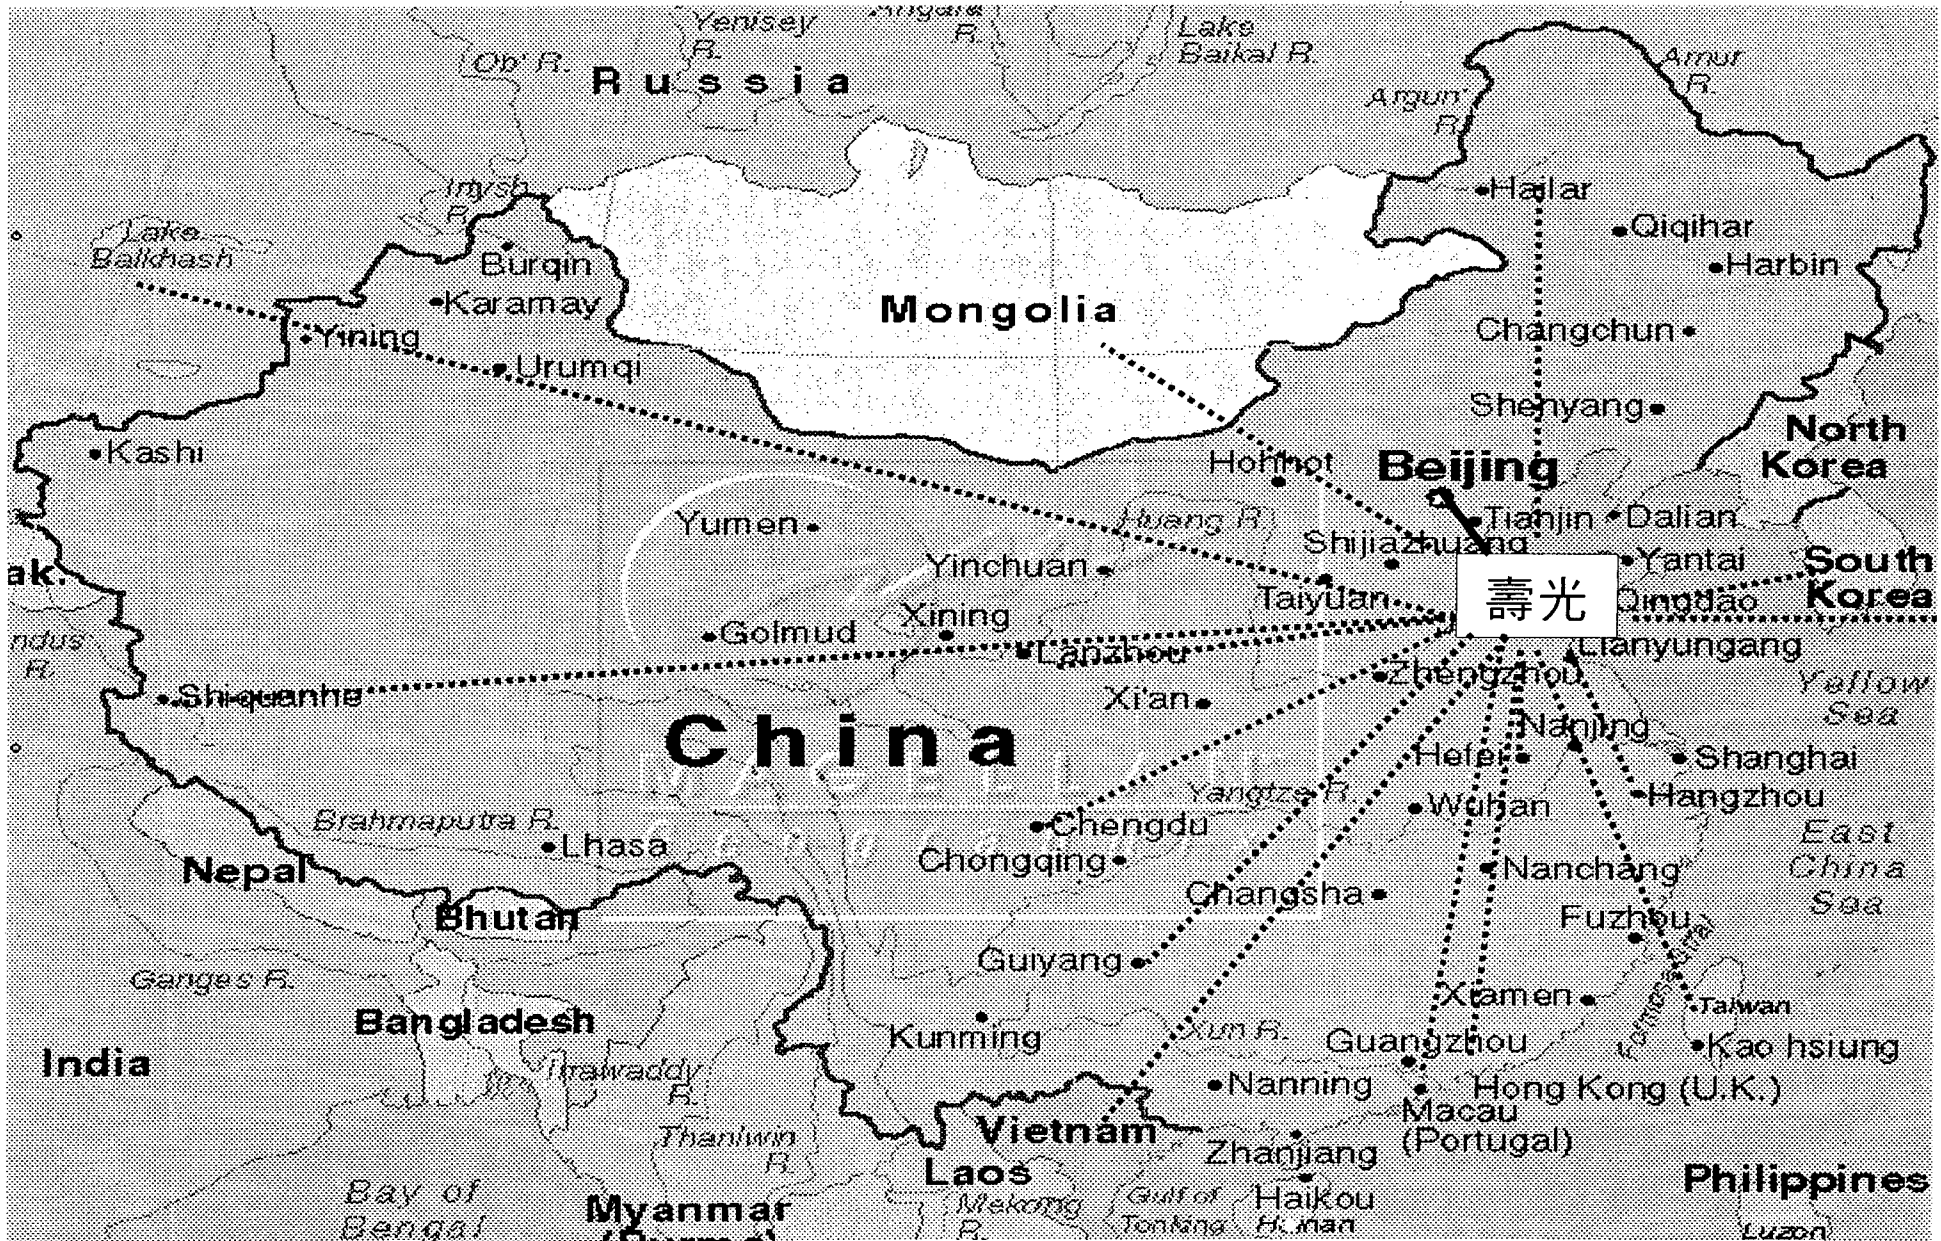 Yenisey
R.
Angara
R.
Lake
Baikal R.
Ob' R.
Russia
Amur
R.
Argun'
R.
Irtysh
R.
Hailar
Lake
Balkhash
Qiqihar
Burqin
Harbin
Karamay
Mongolia
Yining
Changchun
Urumqi
Shenyang
North
Korea
Kashi
Hohhot
Beijing
Yumen
Huang R.
Tianjin
Dalian
Shijiazhuang
Yinchuan
Yantai
South
Korea
ak.
Taiyuan
壽光
Qingdao
Xining
Golmud
Lanzhou
Lianyungang
ndus
R.
Zhengzhou
Shiquanhe
Xi'an
Yellow
Sea
China
Nanjing
Hefei
Shanghai
Yangtze R.
Wuhan
Hangzhou
Brahmaputra R.
Chengdu
Lhasa
Chongqing
East
China
Sea
Nepal
Nanchang
Changsha
Bhutan
Fuzhou
Guiyang
Ganges R.
Xiamen
Taiwan
Bangladesh
Kunming
Xun R.
Guangzhou
Kao hsiung
India
Irrawaddy
R.
Nanning
Hong Kong (U.K.)
Macau
(Portugal)
Vietnam
Thanlwin
R.
Zhanjiang
Laos
Philippines
Bay of
Bengal
Myanmar
Mekong
R.
Gulf of
Tonking
Haikou
Luzon